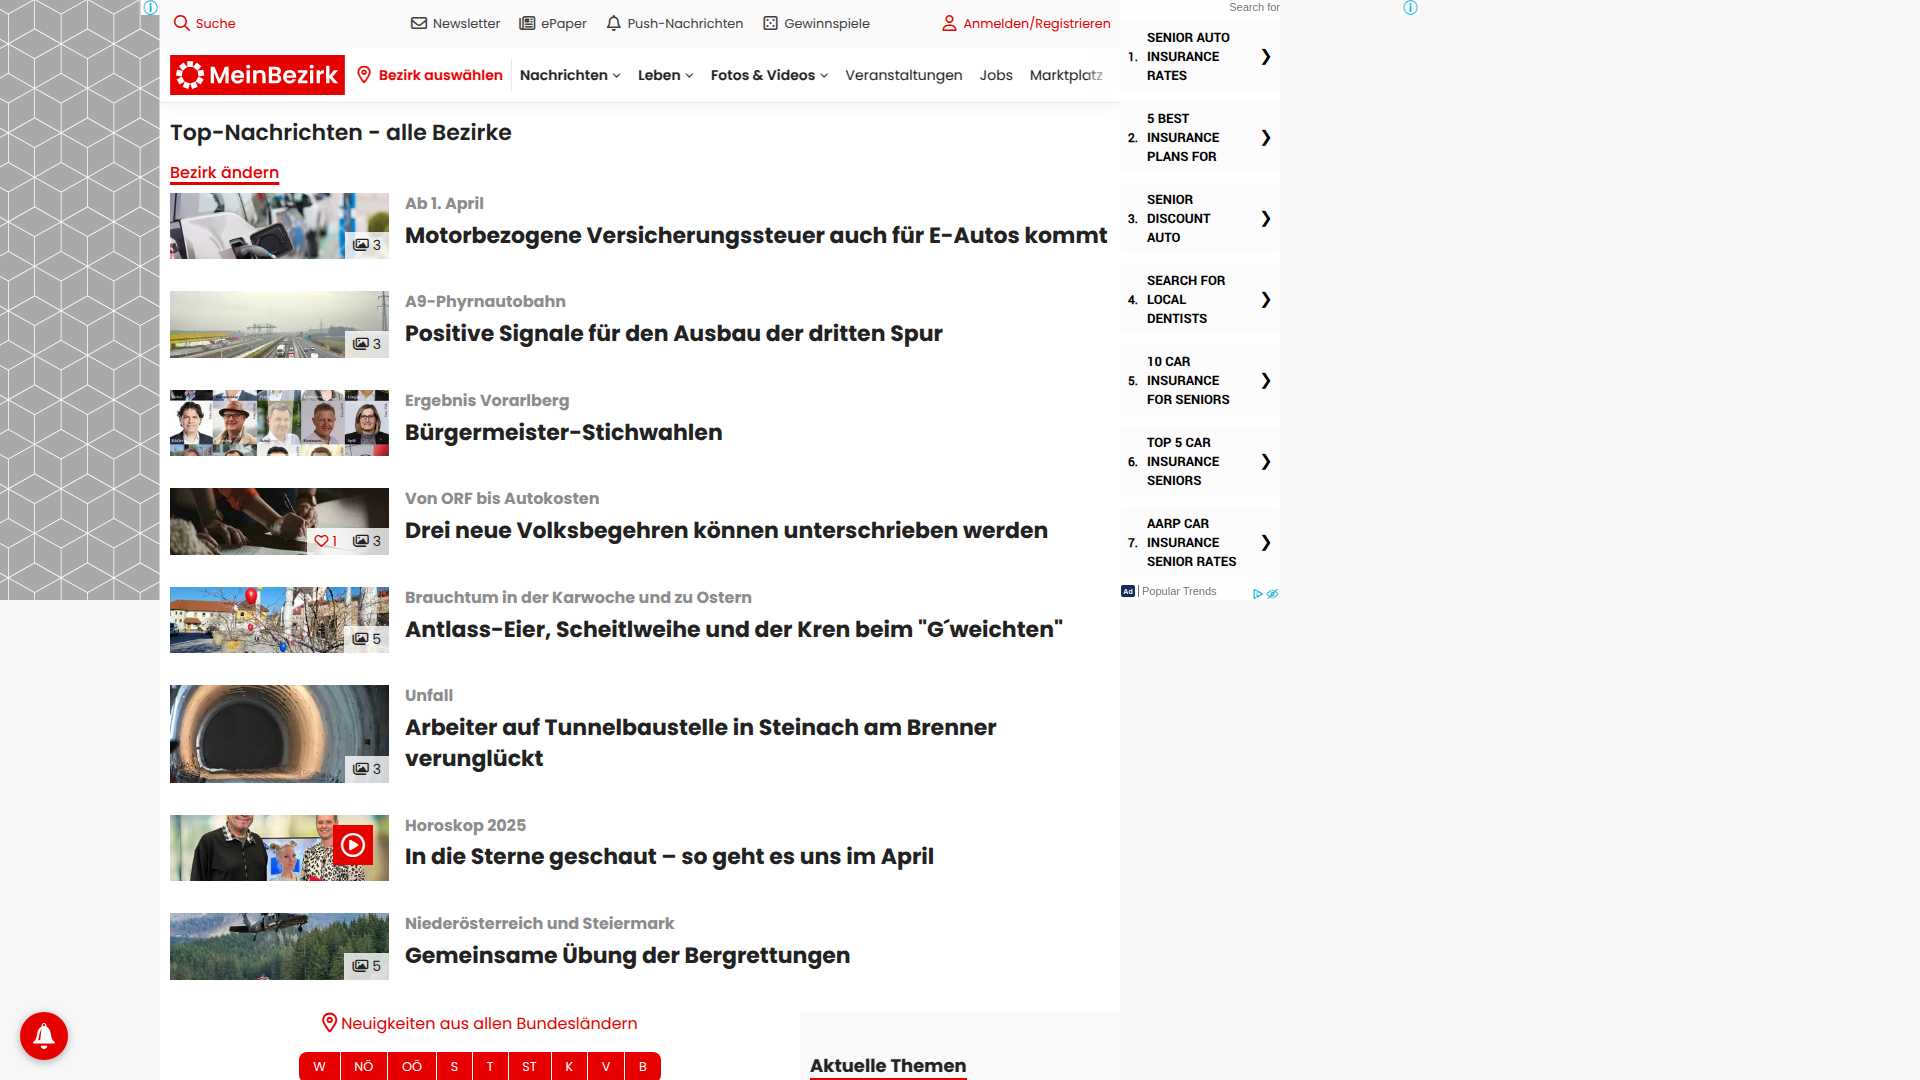 Suche
Newsletter
ePaper
Push-Nachrichten
Gewinnspiele
Anmelden/Registrieren
MeinBezirk
Bezirk auswählen
Nachrichten
Leben
Fotos & Videos
Veranstaltungen
Jobs
Marktplatz
Top-Nachrichten - alle Bezirke
Bezirk ändern
3
Ab 1. April
Motorbezogene Versicherungssteuer auch für E-Autos kommt
3
A9-Phyrnautobahn
Positive Signale für den Ausbau der dritten Spur
Ergebnis Vorarlberg
Bürgermeister-Stichwahlen
1 3
Von ORF bis Autokosten
Drei neue Volksbegehren können unterschrieben werden
5
Brauchtum in der Karwoche und zu Ostern
Antlass-Eier, Scheitlweihe und der Kren beim "G´weichten"
3
Unfall
Arbeiter auf Tunnelbaustelle in Steinach am Brenner
verunglückt
Horoskop 2025
In die Sterne geschaut – so geht es uns im April
5
Niederösterreich und Steiermark
Gemeinsame Übung der Bergrettungen
Neuigkeiten aus allen Bundesländern
W NÖ OÖ S T ST K V B
Aktuelle Themen
Search for
1. SENIOR AUTO
INSURANCE
RATES
2. 5 BEST
INSURANCE
PLANS FOR
3. SENIOR
DISCOUNT
AUTO
4. SEARCH FOR
LOCAL
DENTISTS
5. 10 CAR
INSURANCE
FOR SENIORS
6. TOP 5 CAR
INSURANCE
SENIORS
7. AARP CAR
INSURANCE
SENIOR RATES
Ad | Popular Trends